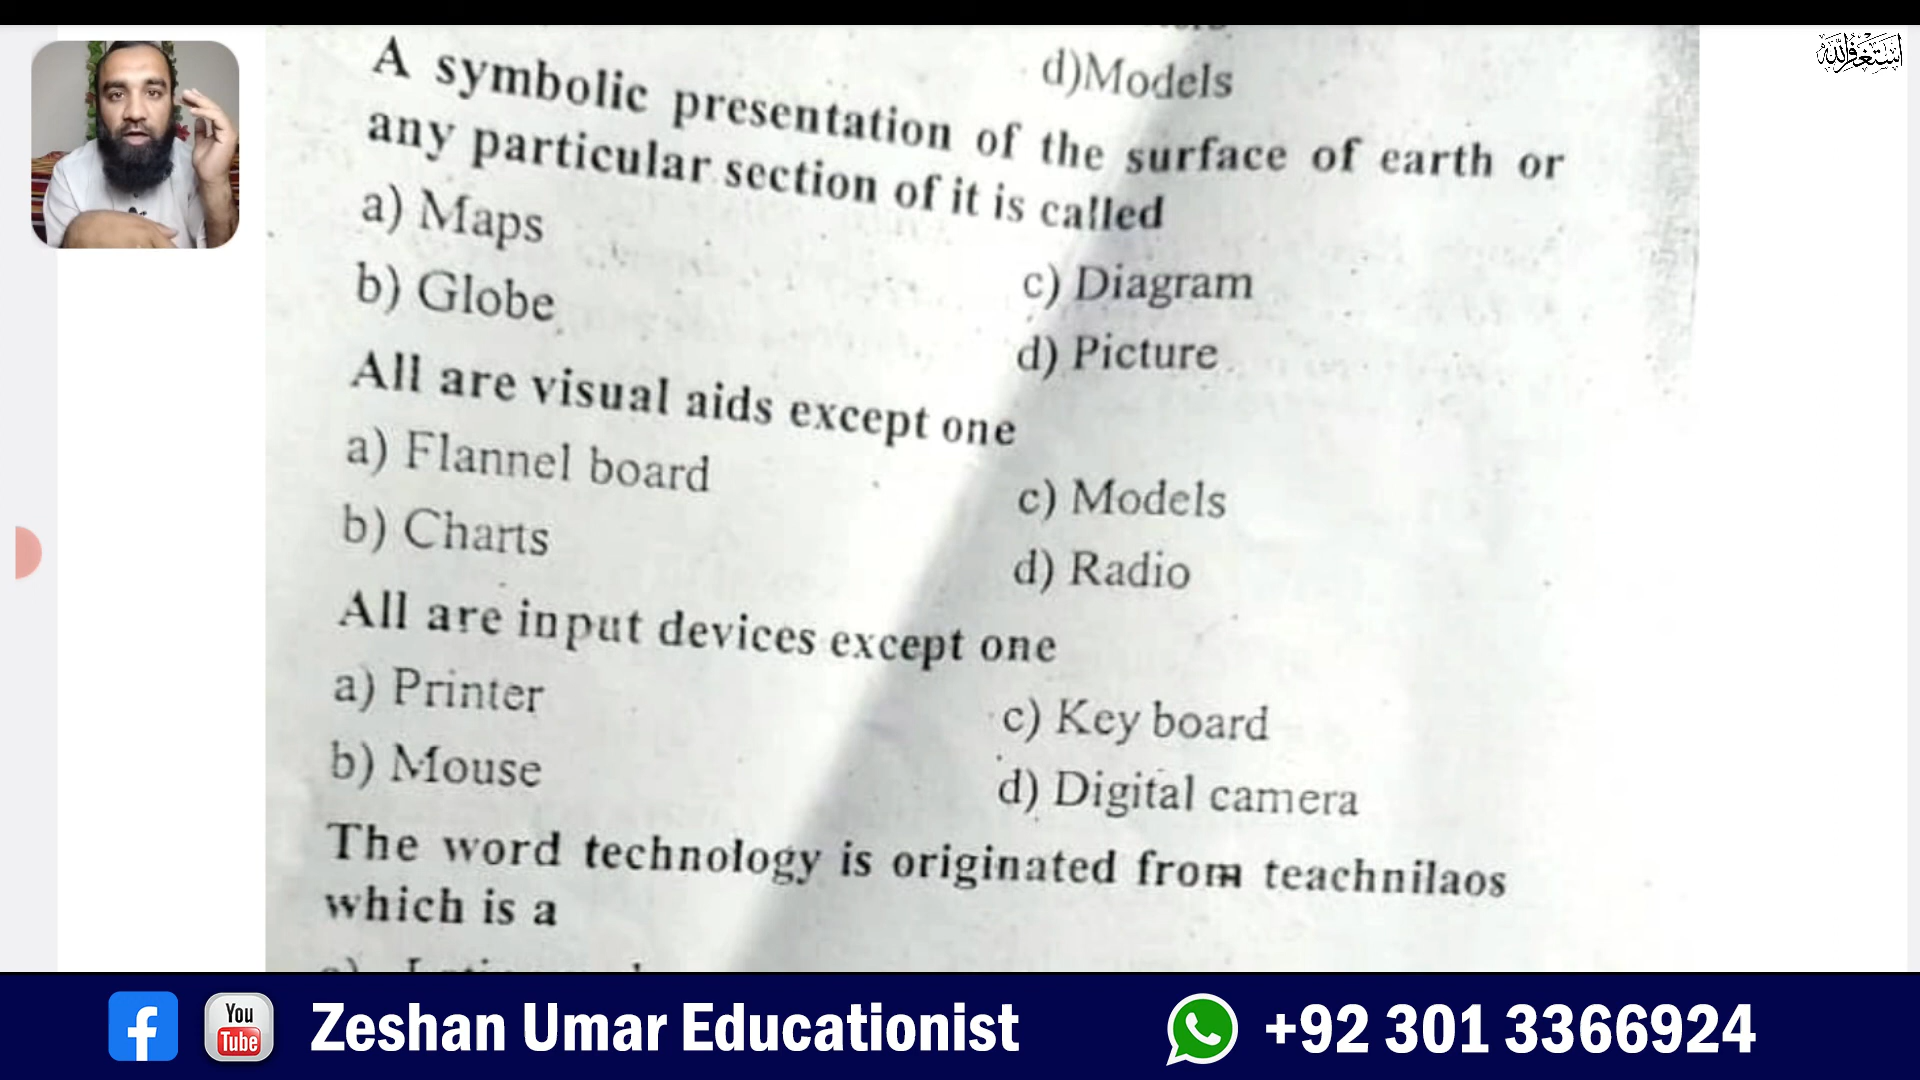 استغفراللہ
d)Models
A symbolic presentation of the surface of earth or
any particular section of it is called
a) Maps
c) Diagram
b) Globe
d) Picture
All are visual aids except one
a) Flannel board
c) Models
b) Charts
d) Radio
All are input devices except one
a) Printer
c) Key board
b) Mouse
d) Digital camera
The word technology is originated from teachnilaos
which is a
f You Tube Zeshan Umar Educationist +92 301 3366924